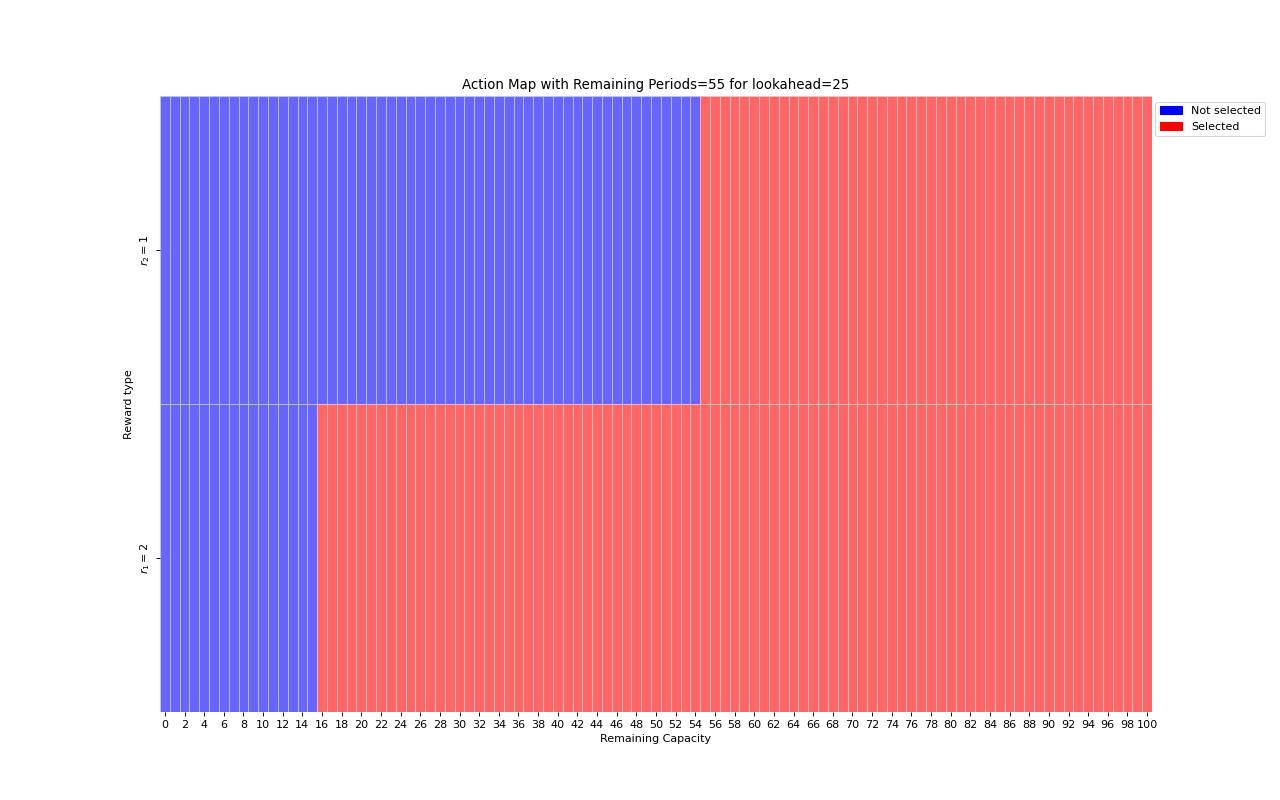 Action Map with Remaining Periods=55 for lookahead=25
Not selected
Selected
Reward type
r₂ = 1
r₁ = 2
0 2 4 6 8 10 12 14 16 18 20 22 24 26 28 30 32 34 36 38 40 42 44 46 48 50 52 54 56 58 60 62 64 66 68 70 72 74 76 78 80 82 84 86 88 90 92 94 96 98 100
Remaining Capacity